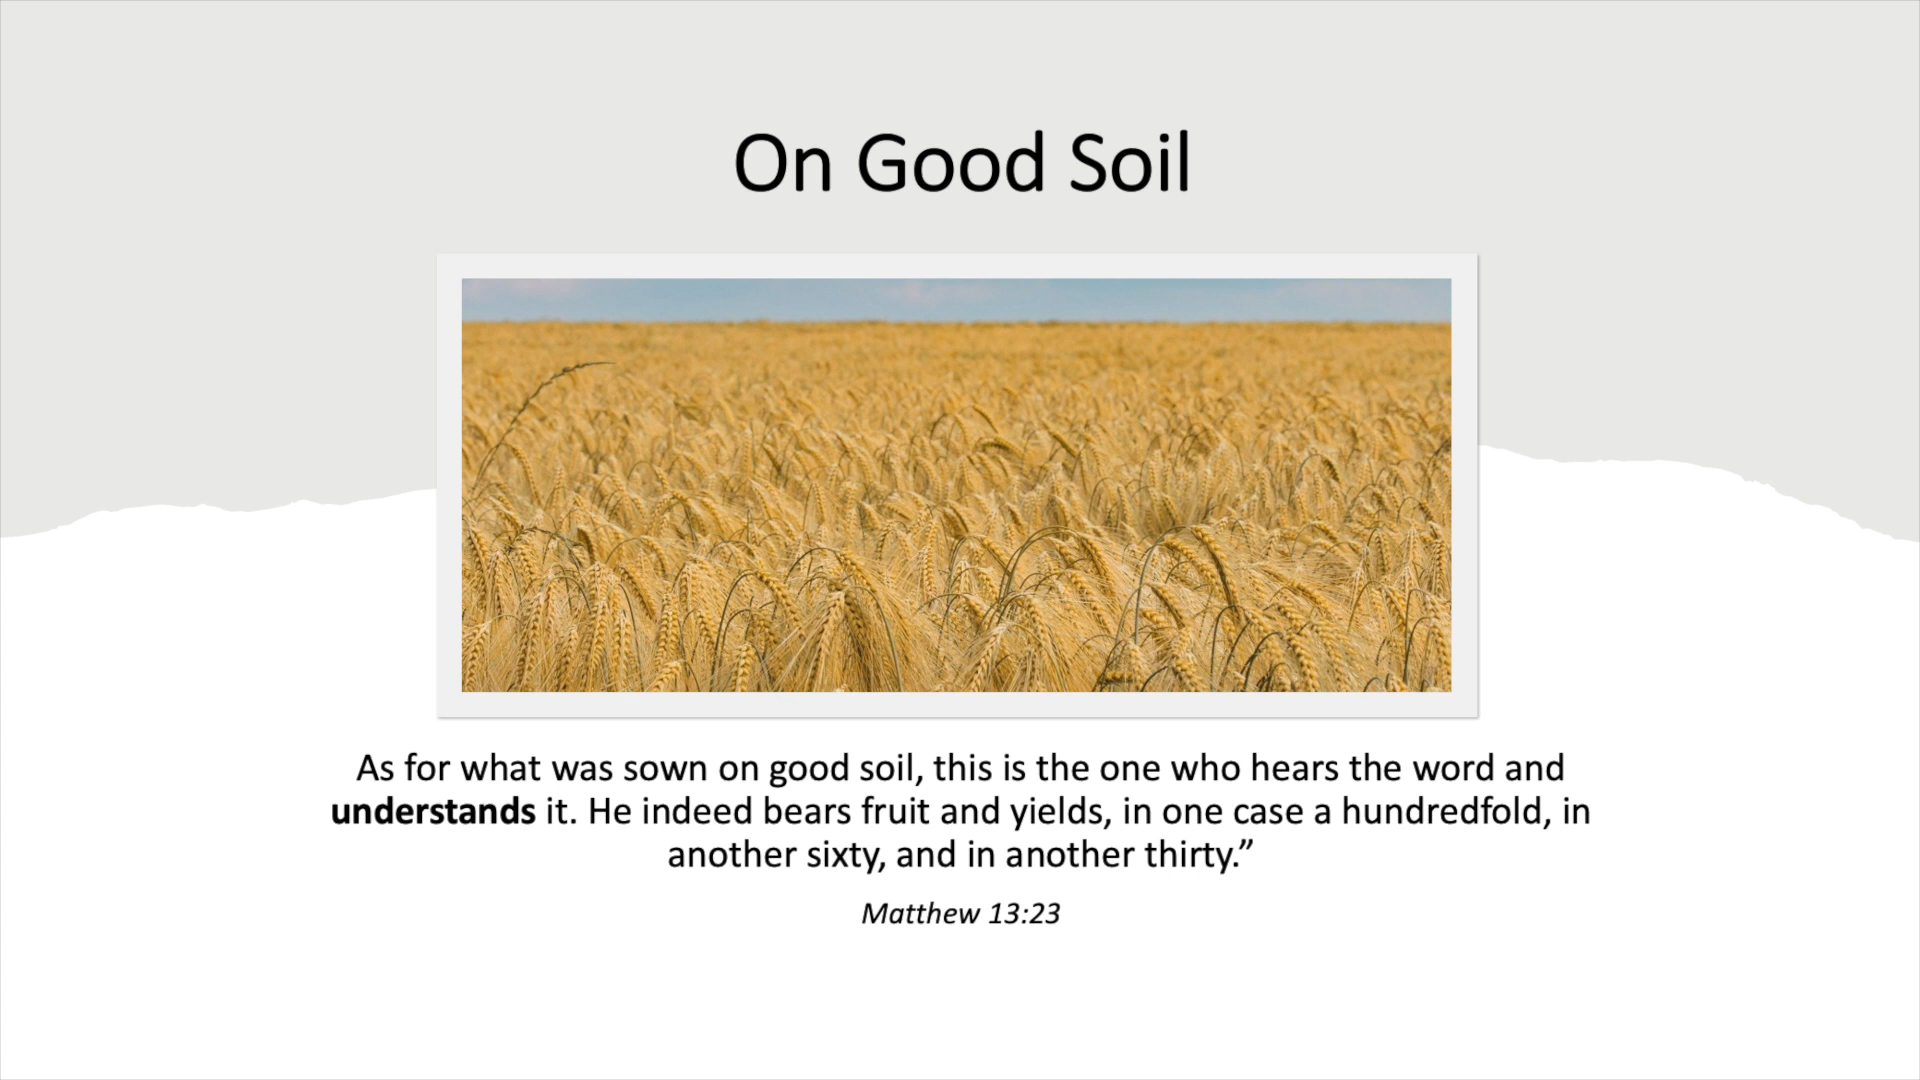 On Good Soil
As for what was sown on good soil, this is the one who hears the word and
understands it. He indeed bears fruit and yields, in one case a hundredfold, in
another sixty, and in another thirty.”
Matthew 13:23